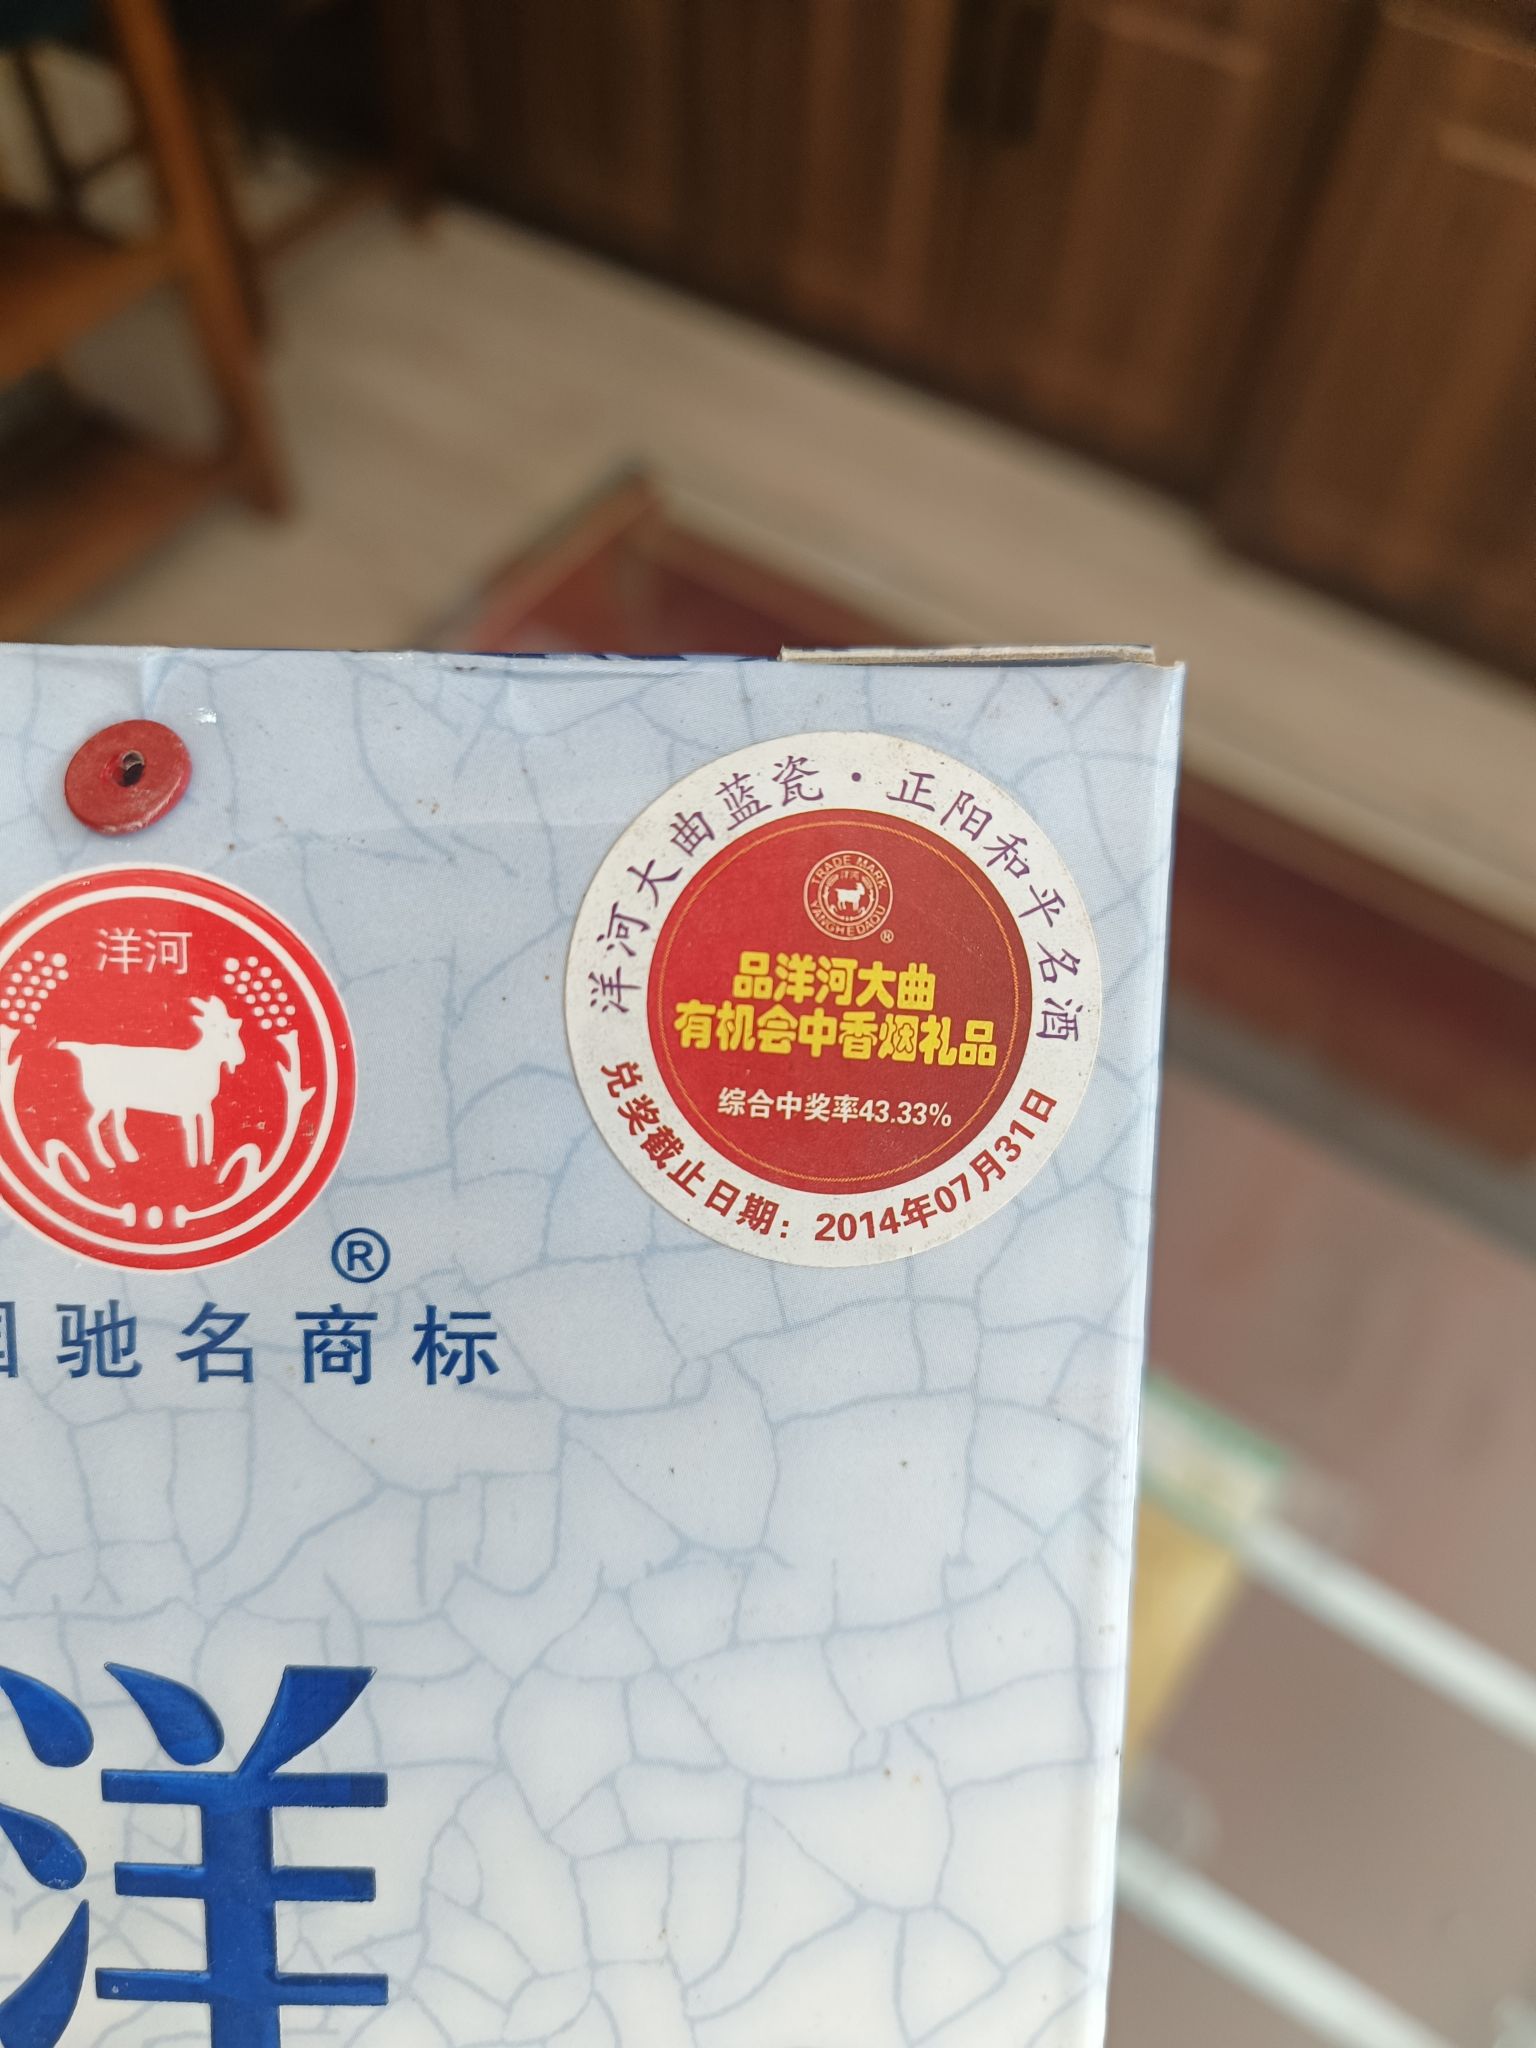 洋河
®
国驰名商标
洋河大曲蓝瓷·正阳和平名酒
TRADE MARK
洋河
YANGHEDAQU
®
品洋河大曲
有机会中香烟礼品
综合中奖率43.33%
兑奖截止日期：2014年07月31日
洋